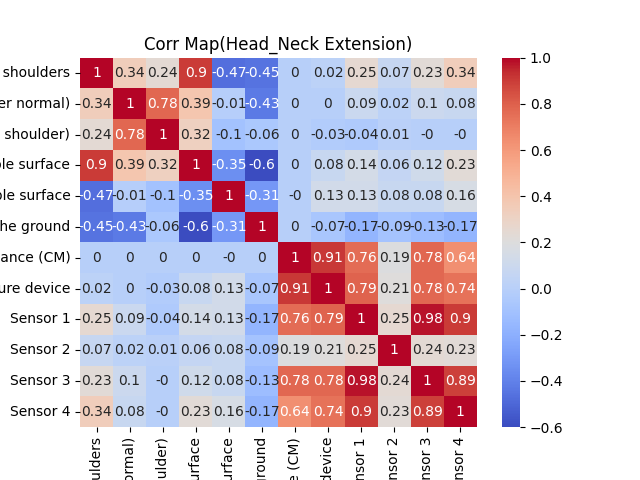 Corr Map(Head_Neck Extension)
shoulders 1 0.34 0.24 0.9 -0.47 -0.45 0 0.02 0.25 0.07 0.23 0.34
er normal) 0.34 1 0.78 0.39 -0.01 -0.43 0 0 0.09 0.02 0.1 0.08
shoulder) 0.24 0.78 1 0.32 -0.1 -0.06 0 -0.03 -0.04 0.01 -0 -0
ole surface 0.9 0.39 0.32 1 -0.35 -0.6 0 0.08 0.14 0.06 0.12 0.23
ole surface -0.47 -0.01 -0.1 -0.35 1 -0.31 -0 0.13 0.13 0.08 0.08 0.16
he ground -0.45 -0.43 -0.06 -0.6 -0.31 1 0 -0.07 -0.17 -0.09 -0.13 -0.17
ance (CM) 0 0 0 0 -0 0 1 0.91 0.76 0.19 0.78 0.64
ure device 0.02 0 -0.03 0.08 0.13 -0.07 0.91 1 0.79 0.21 0.78 0.74
Sensor 1 0.25 0.09 -0.04 0.14 0.13 -0.17 0.76 0.79 1 0.25 0.98 0.9
Sensor 2 0.07 0.02 0.01 0.06 0.08 -0.09 0.19 0.21 0.25 1 0.24 0.23
Sensor 3 0.23 0.1 -0 0.12 0.08 -0.13 0.78 0.78 0.98 0.24 1 0.89
Sensor 4 0.34 0.08 -0 0.23 0.16 -0.17 0.64 0.74 0.9 0.23 0.89 1
ulders
ormal)
ulder)
urface
urface
ground
e (CM)
device
nsor 1
nsor 2
nsor 3
nsor 4
1.0
0.8
0.6
0.4
0.2
0.0
−0.2
−0.4
−0.6